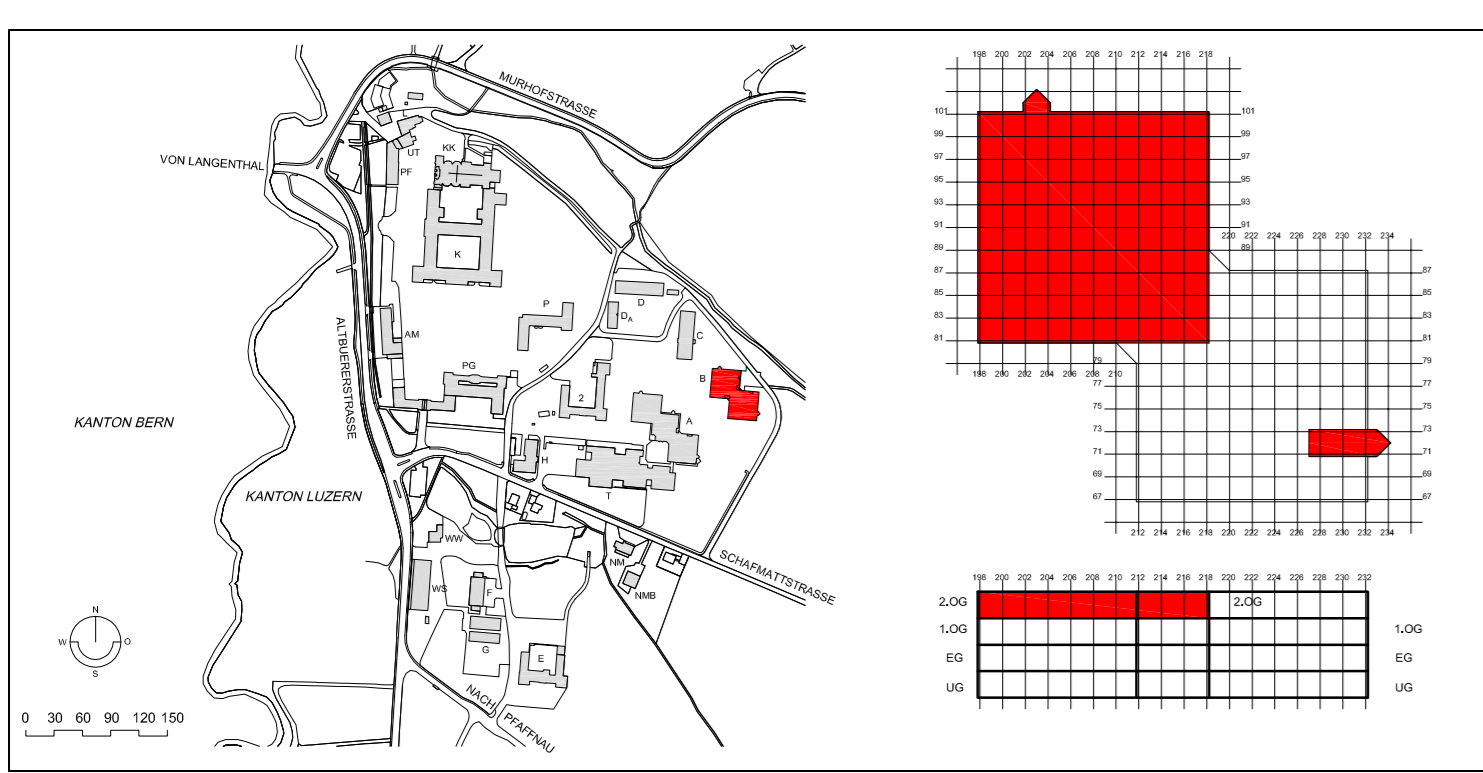 MURHOFSTRASSE
VON LANGENTHAL
UT
KK
PF
K
P
D
DA
C
AM
ALTBUERERSTRASSE
PG
B
2
A
KANTON BERN
H
KANTON LUZERN
T
WW
NM
SCHAFMATTSTRASSE
WS
F
NMB
G
E
N
W O
S
NACH PFAFFNAU
0 30 60 90 120 150
198 200 202 204 206 208 210 212 214 216 218
101 101
99 99
97 97
95 95
93 93
91 91
220 222 224 226 228 230 232 234
89 89
87 87
85 85
83 83
81 81
79 79
198 200 202 204 206 208 210
77 77
75 75
73 73
71 71
69 69
67 67
212 214 216 218 220 222 224 226 228 230 232 234
198 200 202 204 206 208 210 212 214 216 218 220 222 224 226 228 230 232
2.OG 2.OG
1.OG 1.OG
EG EG
UG UG